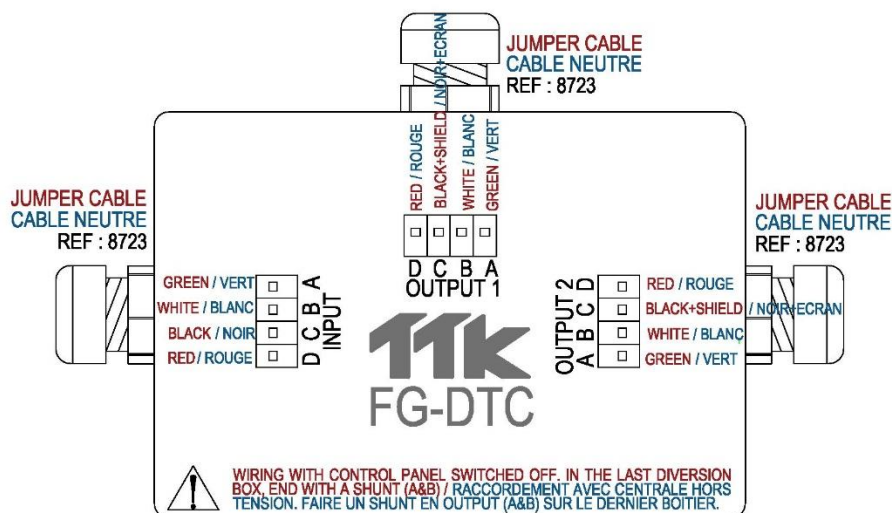 JUMPER CABLE
CABLE NEUTRE
REF : 8723
RED / ROUGE
BLACK+SHIELD / NOIR+ECRAN
WHITE / BLANC
GREEN / VERT
D C B A
OUTPUT 1
JUMPER CABLE
CABLE NEUTRE
REF : 8723
GREEN / VERT
WHITE / BLANC
BLACK / NOIR
RED / ROUGE
A
B
C
D
INPUT
JUMPER CABLE
CABLE NEUTRE
REF : 8723
OUTPUT 2
D
C
B
A
RED / ROUGE
BLACK+SHIELD / NOIR+ECRAN
WHITE / BLANC
GREEN / VERT
TTK
FG-DTC
WIRING WITH CONTROL PANEL SWITCHED OFF. IN THE LAST DIVERSION
BOX, END WITH A SHUNT (A&B) / RACCORDEMENT AVEC CENTRALE HORS
TENSION. FAIRE UN SHUNT EN OUTPUT (A&B) SUR LE DERNIER BOITIER.